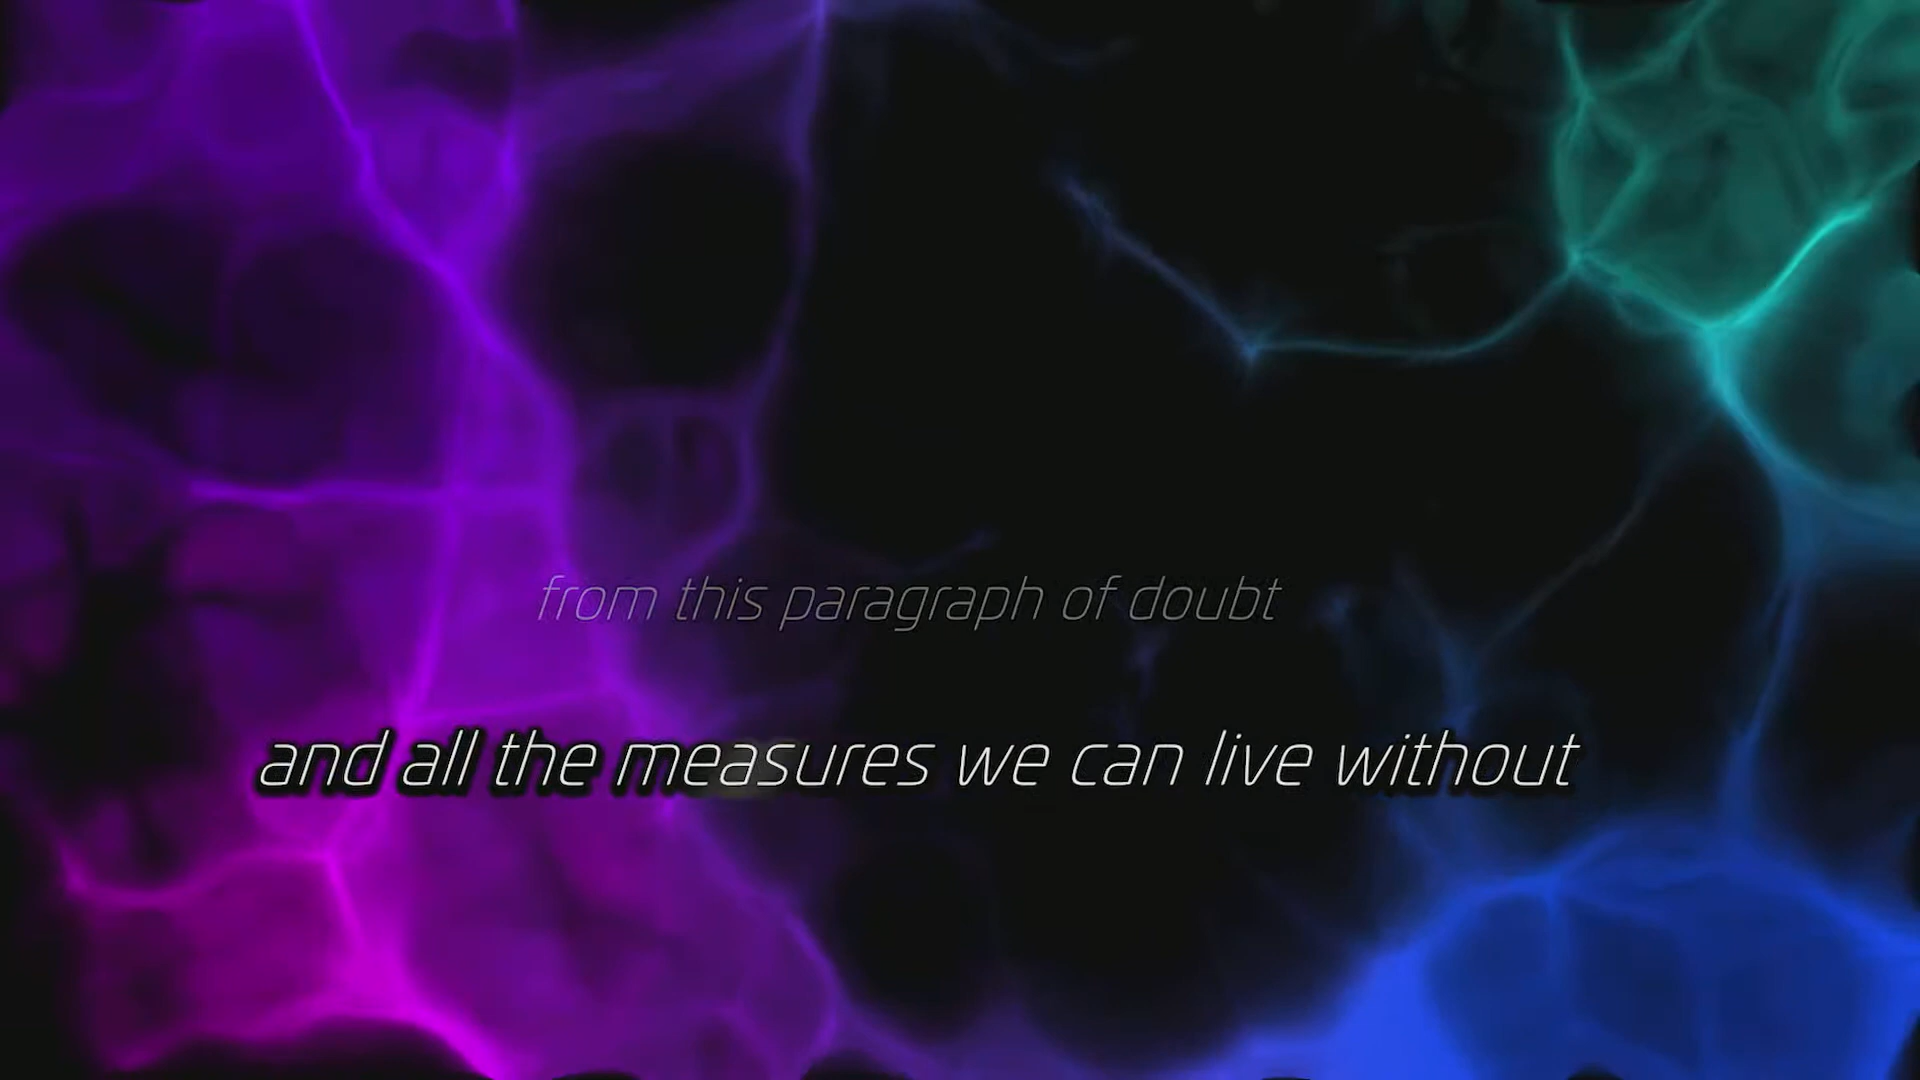 from this paragraph of doubt
and all the measures we can live without